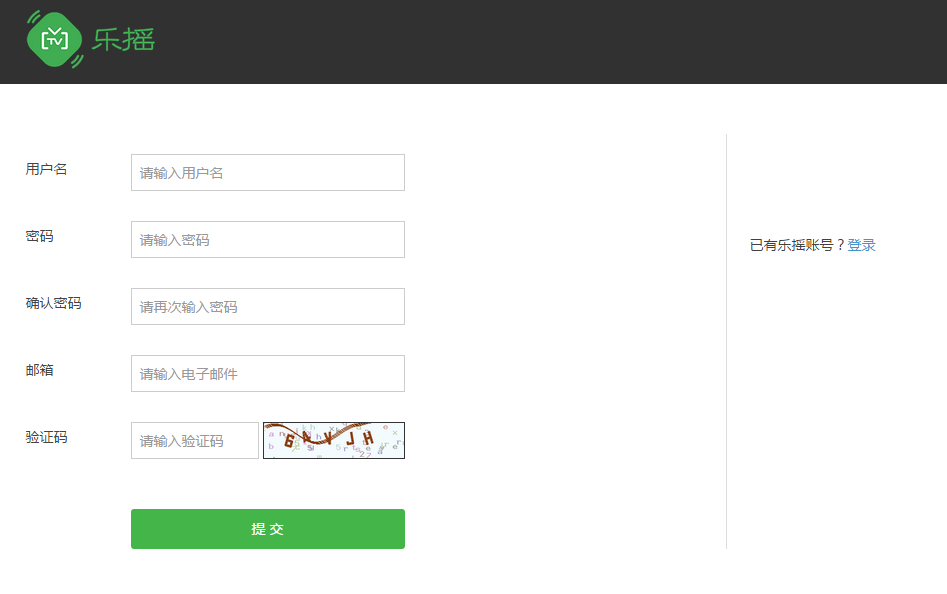 TV 乐摇
用户名
请输入用户名
密码
请输入密码
已有乐摇账号？登录
确认密码
请再次输入密码
邮箱
请输入电子邮件
验证码
请输入验证码
提 交